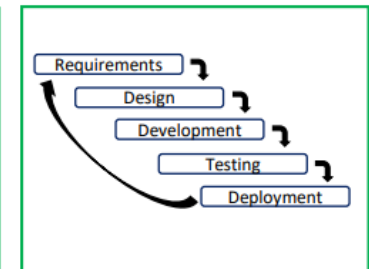 Requirements
Design
Development
Testing
Deployment